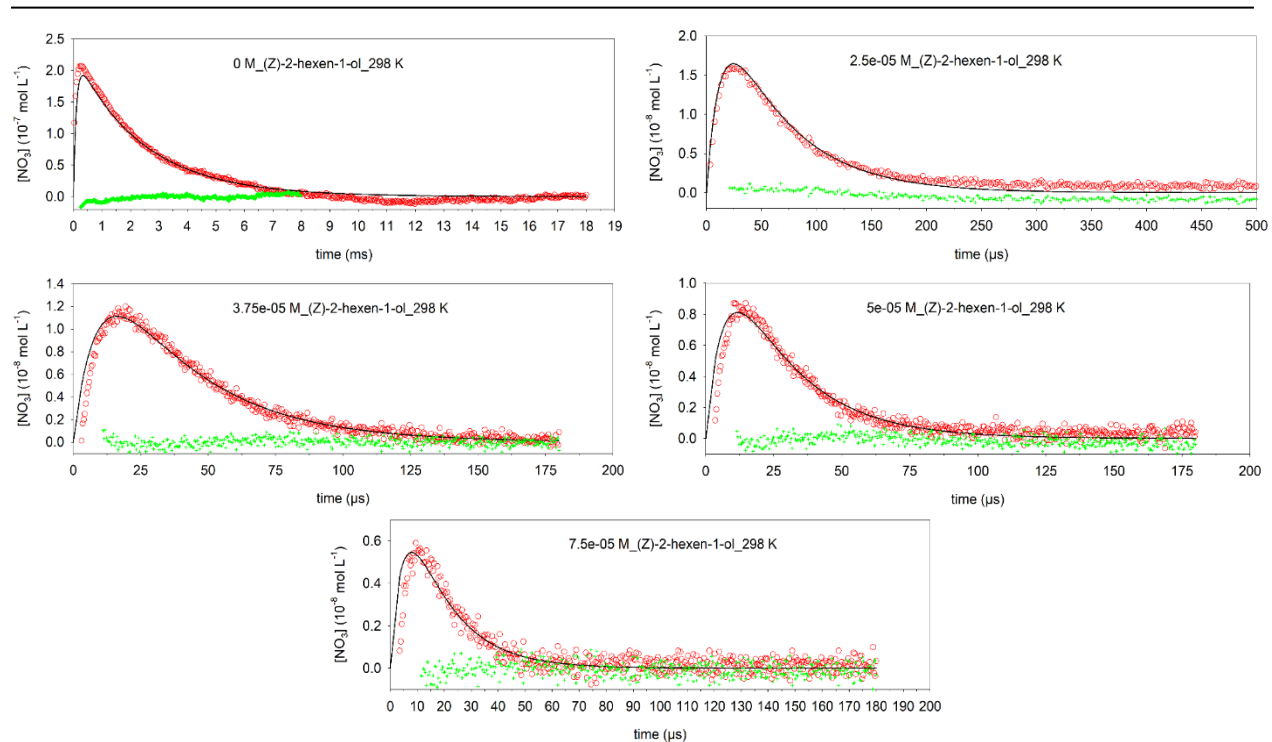 0 M_(Z)-2-hexen-1-ol_298 K
[NO3] (10-7 mol L-1)
2.5
2.0
1.5
1.0
0.5
0.0
0 1 2 3 4 5 6 7 8 9 10 11 12 13 14 15 16 17 18 19
time (ms)
2.5e-05 M_(Z)-2-hexen-1-ol_298 K
[NO3] (10-8 mol L-1)
2.0
1.5
1.0
0.5
0.0
0 50 100 150 200 250 300 350 400 450 500
time (µs)
3.75e-05 M_(Z)-2-hexen-1-ol_298 K
[NO3] (10-8 mol L-1)
1.4
1.2
1.0
0.8
0.6
0.4
0.2
0.0
0 25 50 75 100 125 150 175 200
time (µs)
5e-05 M_(Z)-2-hexen-1-ol_298 K
[NO3] (10-8 mol L-1)
1.0
0.8
0.6
0.4
0.2
0.0
0 25 50 75 100 125 150 175 200
time (µs)
7.5e-05 M_(Z)-2-hexen-1-ol_298 K
[NO3] (10-8 mol L-1)
0.6
0.4
0.2
0.0
0 10 20 30 40 50 60 70 80 90 100 110 120 130 140 150 160 170 180 190 200
time (µs)